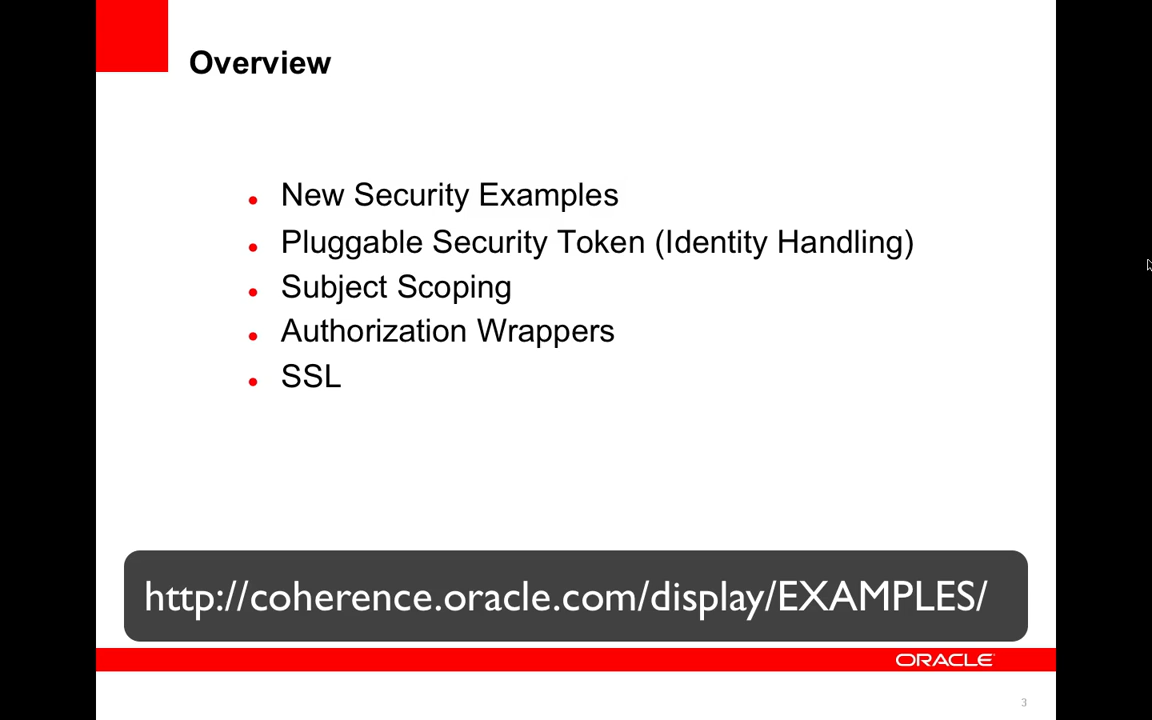 Overview
New Security Examples
Pluggable Security Token (Identity Handling)
Subject Scoping
Authorization Wrappers
SSL
http://coherence.oracle.com/display/EXAMPLES/
ORACLE
3